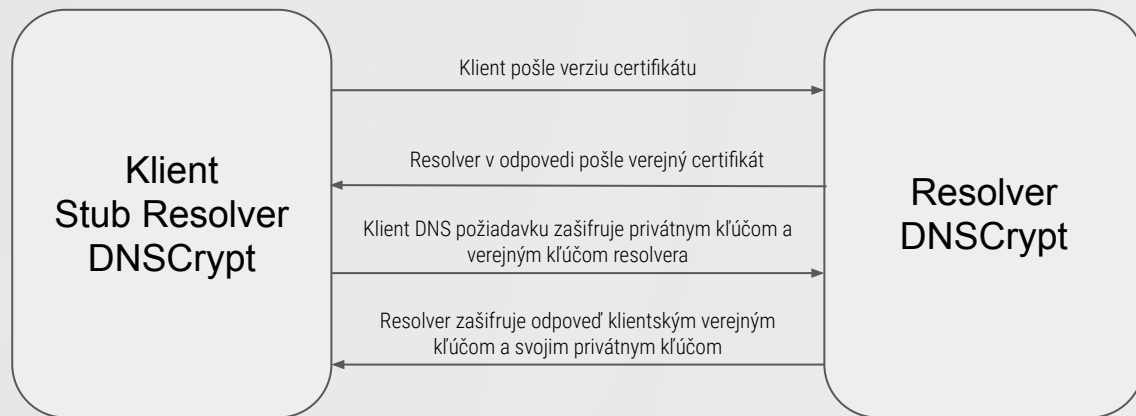 Klient
Stub Resolver
DNSCrypt
Klient pošle verziu certifikátu
Resolver v odpovedi pošle verejný certifikát
Klient DNS požiadavku zašifruje privátnym kľúčom a
verejným kľúčom resolvera
Resolver zašifruje odpoveď klientským verejným
kľúčom a svojim privátnym kľúčom
Resolver
DNSCrypt